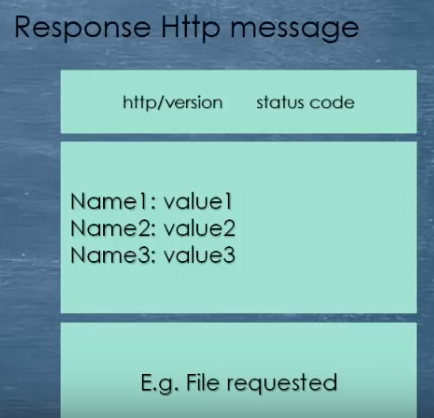 Response Http message
http/version status code
Name1: value1
Name2: value2
Name3: value3
E.g. File requested